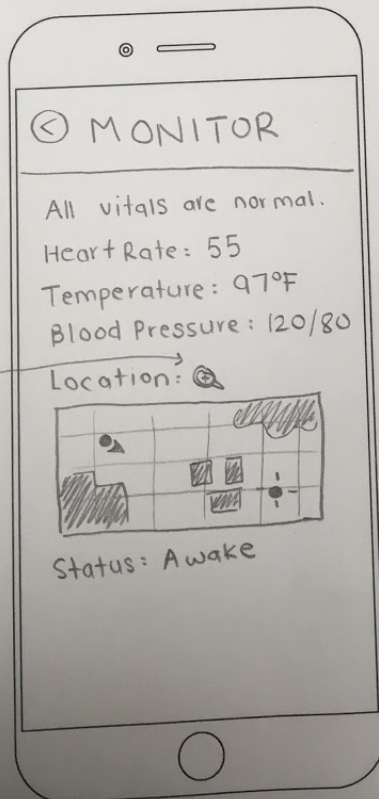 MONITOR
All vitals are normal.
Heart Rate: 55
Temperature: 97°F
Blood Pressure: 120/80
Location:
Status: Awake